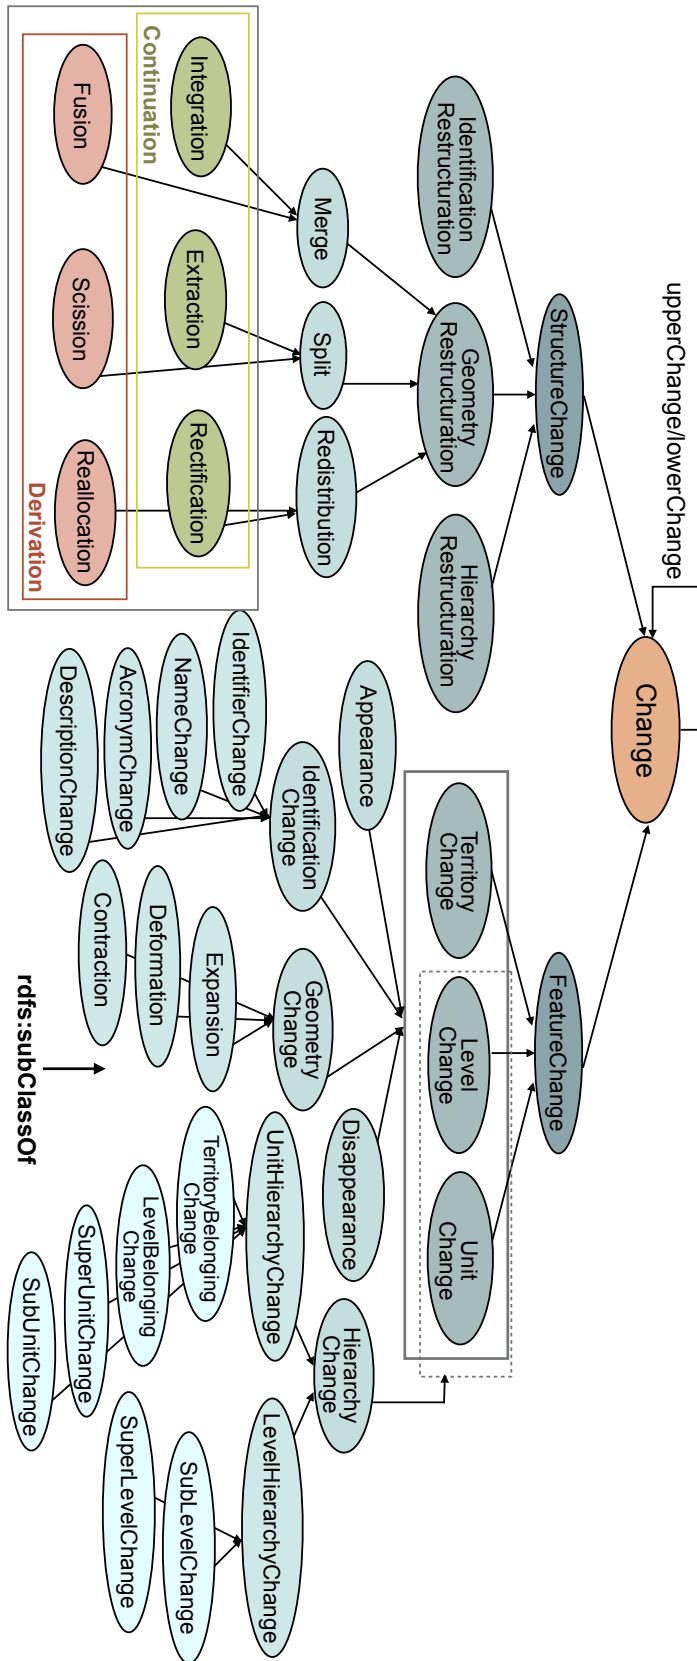 upperChange/lowerChange
Change
StructureChange
FeatureChange
Identification
Restructuration
Geometry
Restructuration
Hierarchy
Restructuration
Territory
Change
Level
Change
Unit
Change
Merge
Split
Redistribution
Appearance
Disappearance
Hierarchy
Change
Identification
Change
Geometry
Change
UnitHierarchyChange
LevelHierarchyChange
Continuation
Integration
Extraction
Rectification
IdentifierChange
NameChange
AcronymChange
DescriptionChange
Expansion
Deformation
Contraction
TerritoryBelonging
Change
LevelBelonging
Change
SuperUnitChange
SubUnitChange
SubLevelChange
SuperLevelChange
Fusion
Scission
Reallocation
Derivation
rdfs:subClassOf